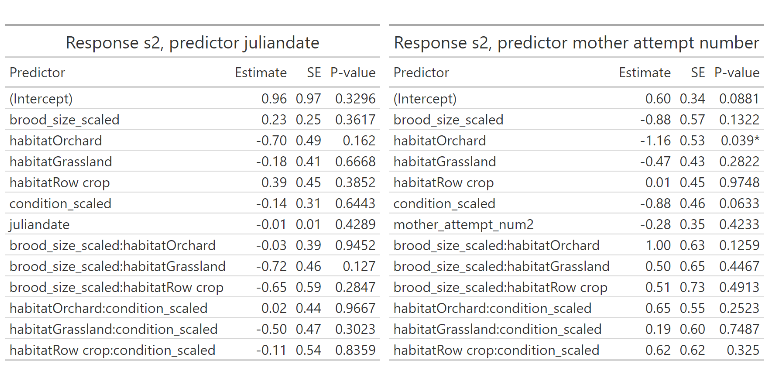 Response s2, predictor juliandate
Predictor Estimate SE P-value
(Intercept) 0.96 0.97 0.3296
brood_size_scaled 0.23 0.25 0.3617
habitatOrchard -0.70 0.49 0.162
habitatGrassland -0.18 0.41 0.6668
habitatRow crop 0.39 0.45 0.3852
condition_scaled -0.14 0.31 0.6443
juliandate -0.01 0.01 0.4289
brood_size_scaled:habitatOrchard -0.03 0.39 0.9452
brood_size_scaled:habitatGrassland -0.72 0.46 0.127
brood_size_scaled:habitatRow crop -0.65 0.59 0.2847
habitatOrchard:condition_scaled 0.02 0.44 0.9667
habitatGrassland:condition_scaled -0.50 0.47 0.3023
habitatRow crop:condition_scaled -0.11 0.54 0.8359
Response s2, predictor mother attempt number
Predictor Estimate SE P-value
(Intercept) 0.60 0.34 0.0881
brood_size_scaled -0.88 0.57 0.1322
habitatOrchard -1.16 0.53 0.039*
habitatGrassland -0.47 0.43 0.2822
habitatRow crop 0.01 0.45 0.9748
condition_scaled -0.88 0.46 0.0633
mother_attempt_num2 -0.28 0.35 0.4233
brood_size_scaled:habitatOrchard 1.00 0.63 0.1259
brood_size_scaled:habitatGrassland 0.50 0.65 0.4467
brood_size_scaled:habitatRow crop 0.51 0.73 0.4913
habitatOrchard:condition_scaled 0.65 0.55 0.2523
habitatGrassland:condition_scaled 0.19 0.60 0.7487
habitatRow crop:condition_scaled 0.62 0.62 0.325